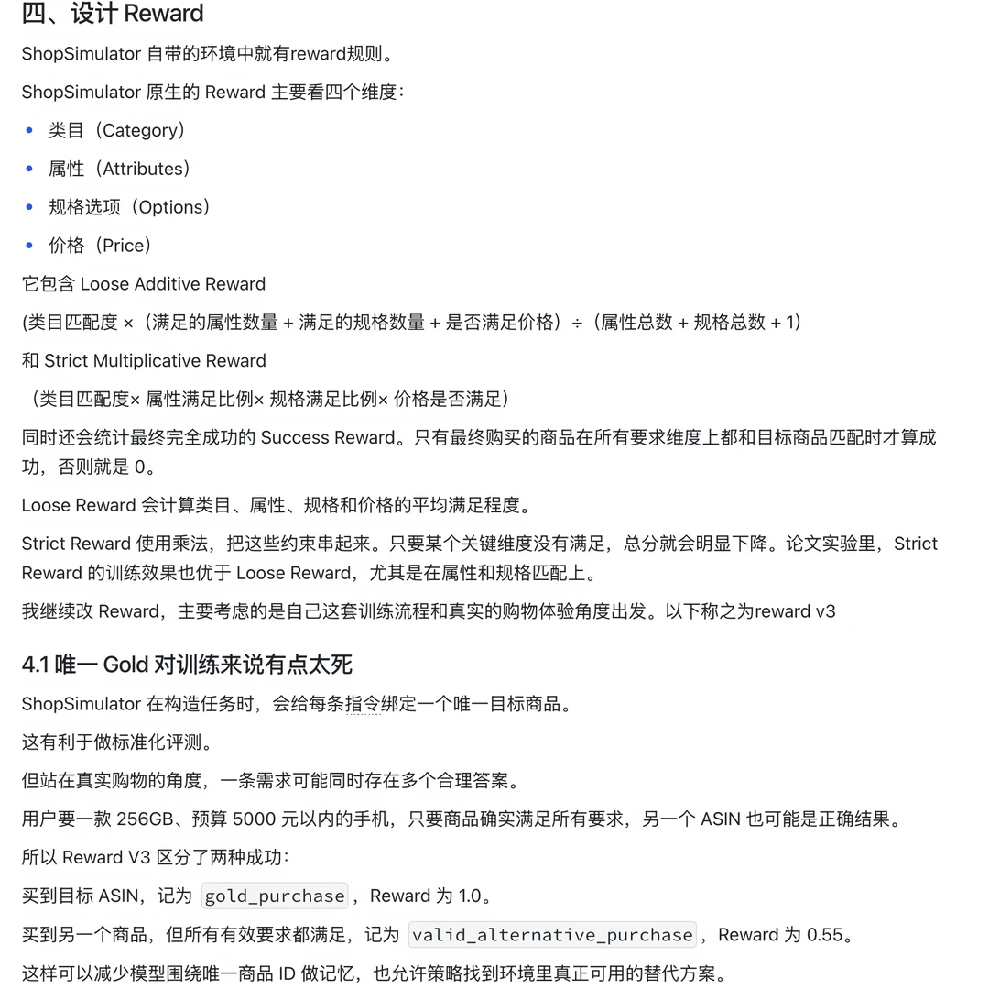 四、设计 Reward
ShopSimulator 自带的环境中就有reward规则。
ShopSimulator 原生的 Reward 主要看四个维度：
• 类目（Category）
• 属性（Attributes）
• 规格选项（Options）
• 价格（Price）
它包含 Loose Additive Reward
(类目匹配度 ×（满足的属性数量 + 满足的规格数量 + 是否满足价格）÷（属性总数 + 规格总数 + 1）
和 Strict Multiplicative Reward
（类目匹配度× 属性满足比例× 规格满足比例× 价格是否满足）
同时还会统计最终完全成功的 Success Reward。只有最终购买的商品在所有要求维度上都和目标商品匹配时才算成
功，否则就是 0。
Loose Reward 会计算类目、属性、规格和价格的平均满足程度。
Strict Reward 使用乘法，把这些约束串起来。只要某个关键维度没有满足，总分就会明显下降。论文实验里，Strict
Reward 的训练效果也优于 Loose Reward，尤其是在属性和规格匹配上。
我继续改 Reward，主要考虑的是自己这套训练流程和真实的购物体验角度出发。以下称之为reward v3
4.1 唯一 Gold 对训练来说有点太死
ShopSimulator 在构造任务时，会给每条指令绑定一个唯一目标商品。
这有利于做标准化评测。
但站在真实购物的角度，一条需求可能同时存在多个合理答案。
用户要一款 256GB、预算 5000 元以内的手机，只要商品确实满足所有要求，另一个 ASIN 也可能是正确结果。
所以 Reward V3 区分了两种成功：
买到目标 ASIN，记为 gold_purchase，Reward 为 1.0。
买到另一个商品，但所有有效要求都满足，记为 valid_alternative_purchase，Reward 为 0.55。
这样可以减少模型围绕唯一商品 ID 做记忆，也允许策略找到环境里真正可用的替代方案。